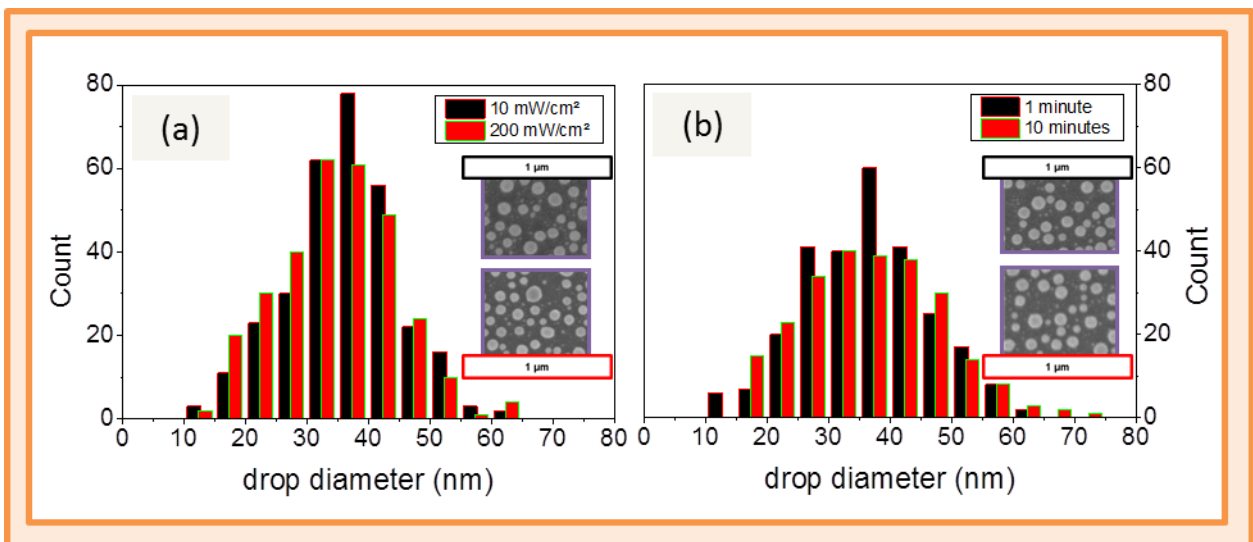 (a)
10 mW/cm²
200 mW/cm²
1 µm
1 µm
Count
0
20
40
60
80
0 10 20 30 40 50 60 70 80
drop diameter (nm)
(b)
1 minute
10 minutes
1 µm
1 µm
Count
80
60
40
20
0
0 10 20 30 40 50 60 70 80
drop diameter (nm)